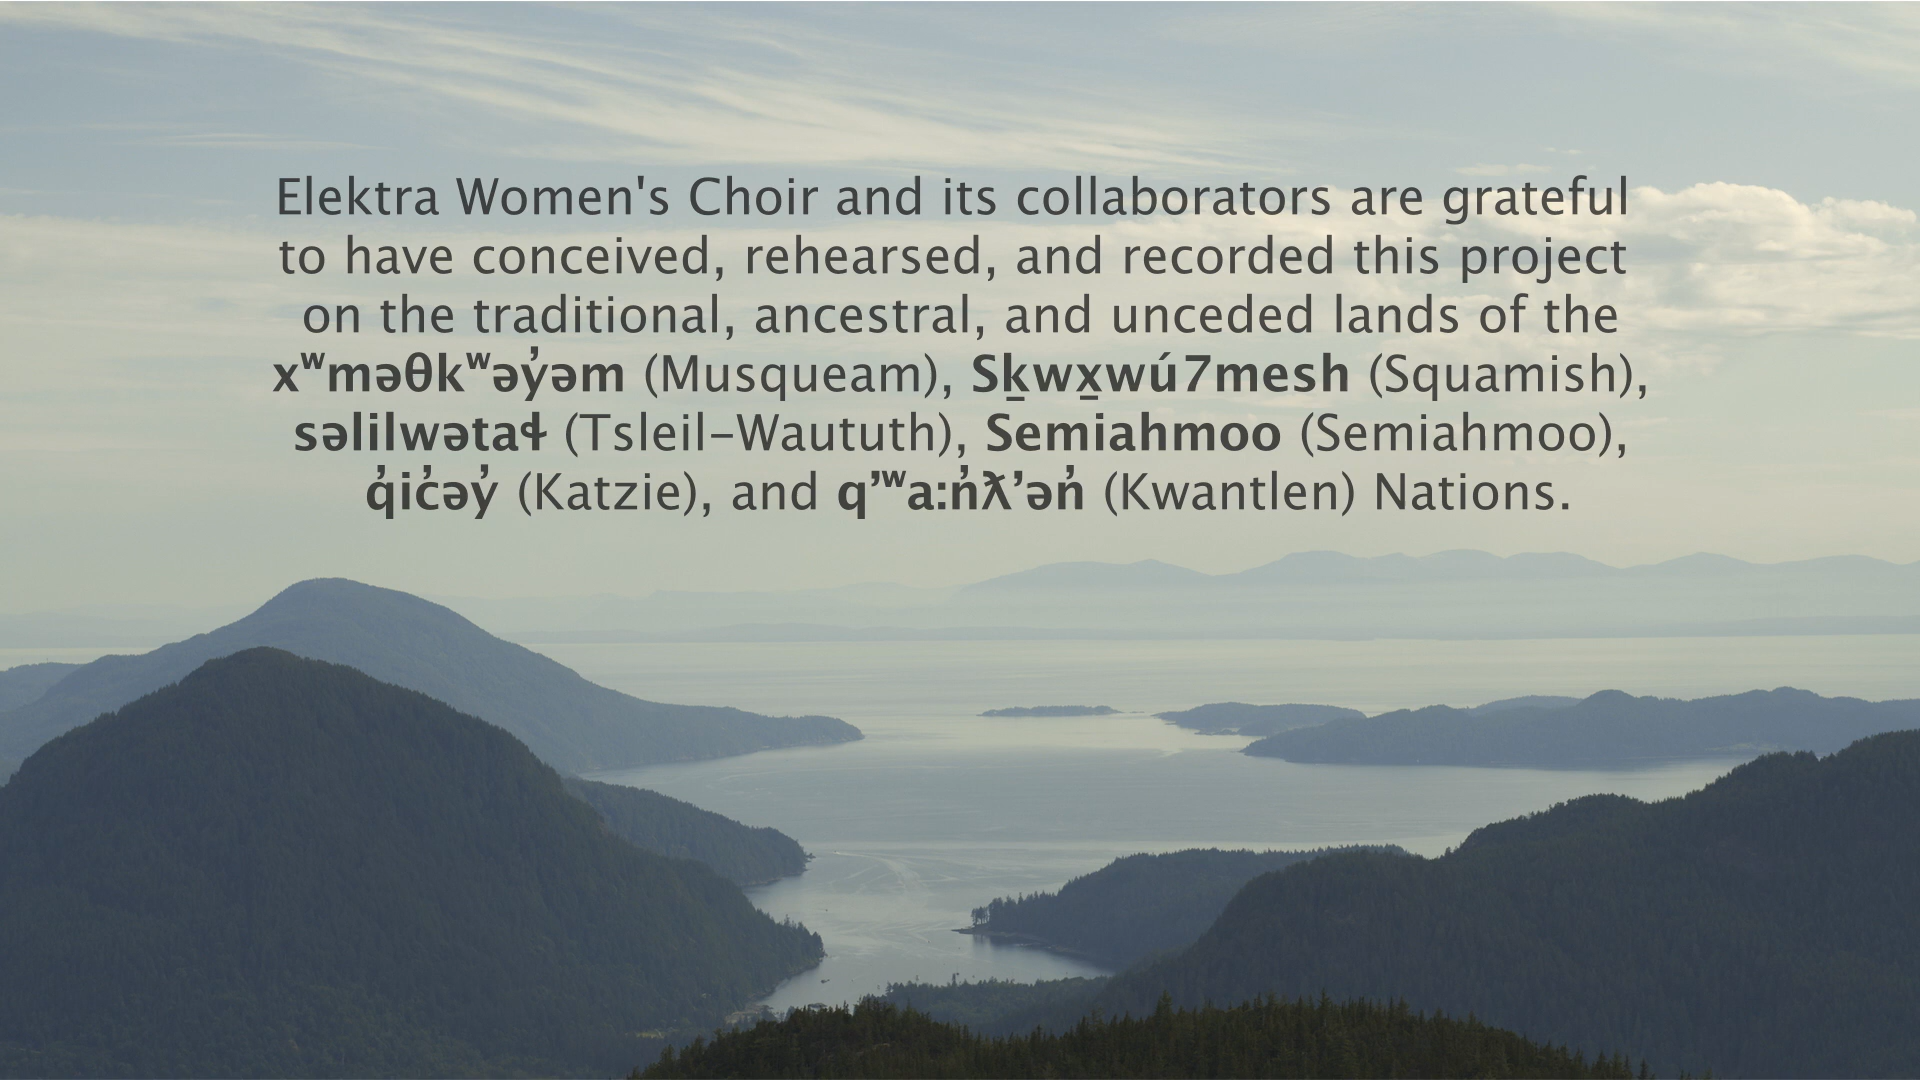 Elektra Women's Choir and its collaborators are grateful
to have conceived, rehearsed, and recorded this project
on the traditional, ancestral, and unceded lands of the
xʷməθkʷəy̓əm (Musqueam), Sḵwx̱wú7mesh (Squamish),
səlilwətaɬ (Tsleil-Waututh), Semiahmoo (Semiahmoo),
q̓ic̓əy̓ (Katzie), and qʼʷa:n̓ƛʼən̓ (Kwantlen) Nations.